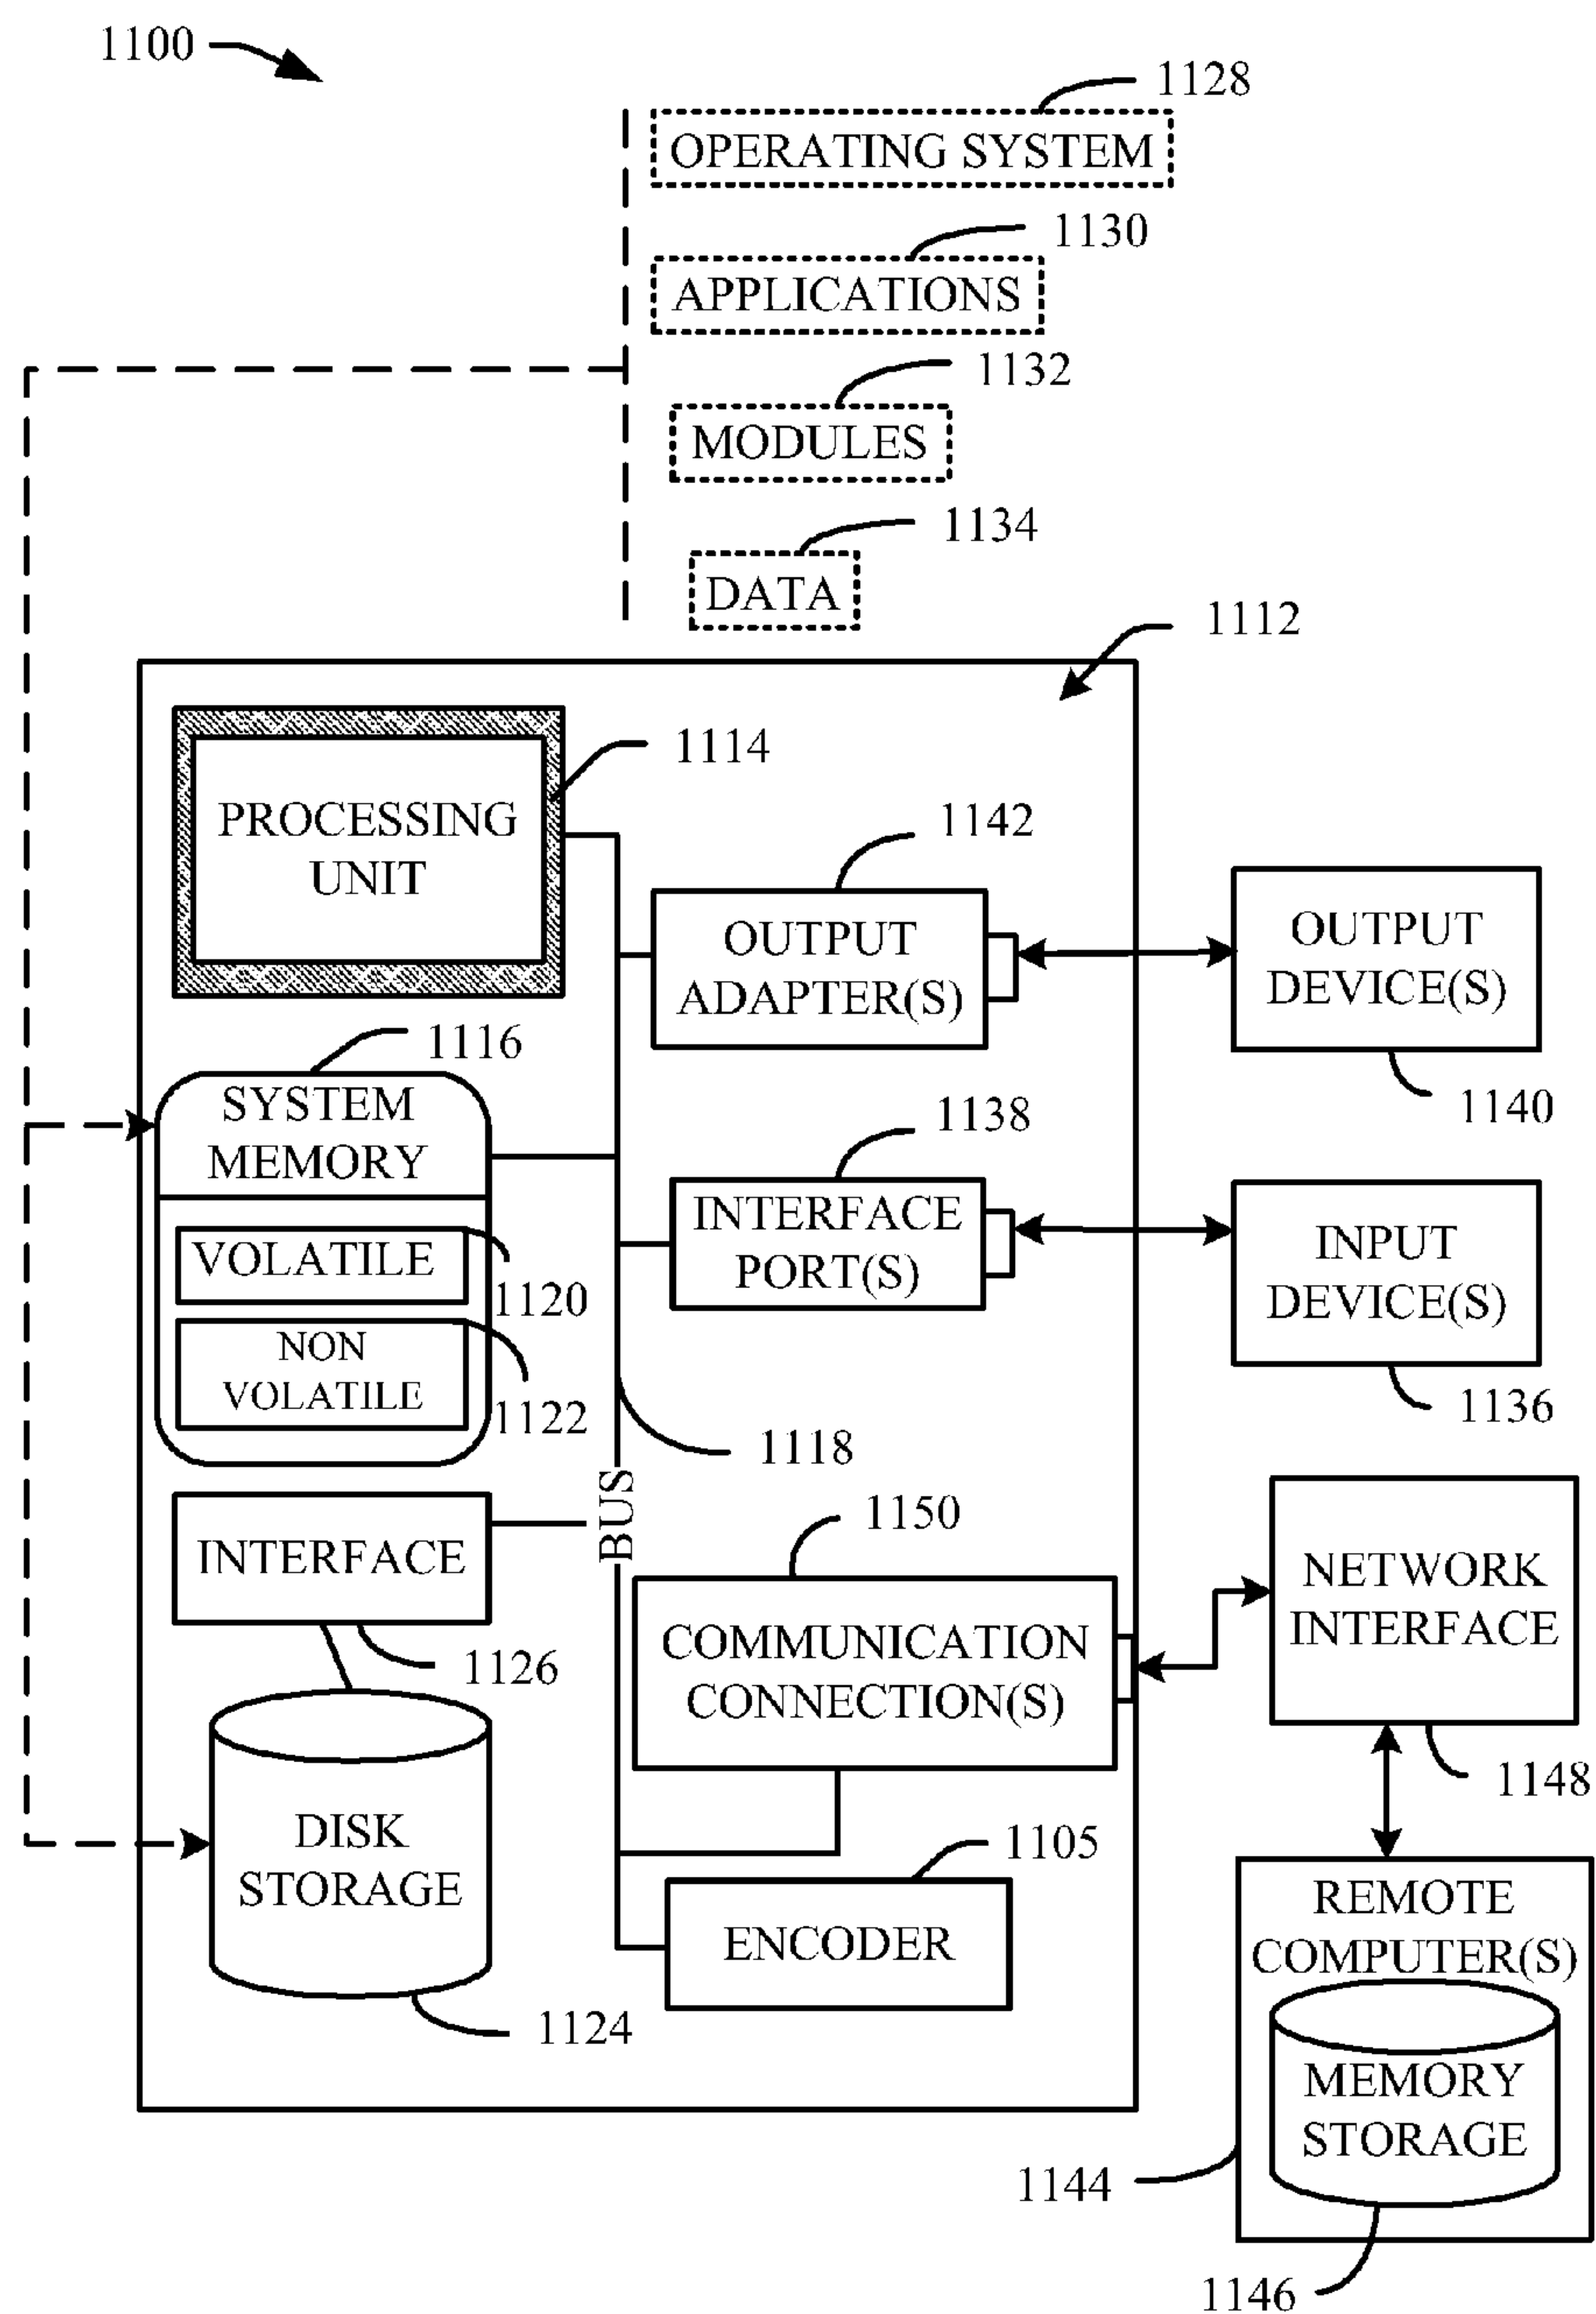 1100
1128
OPERATING SYSTEM
1130
APPLICATIONS
1132
MODULES
1134
DATA
1112
PROCESSING
UNIT
1114
1142
OUTPUT
ADAPTER(S)
OUTPUT
DEVICE(S)
1140
1116
SYSTEM
MEMORY
VOLATILE
1120
NON
VOLATILE
1122
1138
INTERFACE
PORT(S)
INPUT
DEVICE(S)
1136
1118
BUS
INTERFACE
1126
1150
COMMUNICATION
CONNECTION(S)
NETWORK
INTERFACE
1148
DISK
STORAGE
1124
1105
ENCODER
REMOTE
COMPUTER(S)
MEMORY
STORAGE
1144
1146